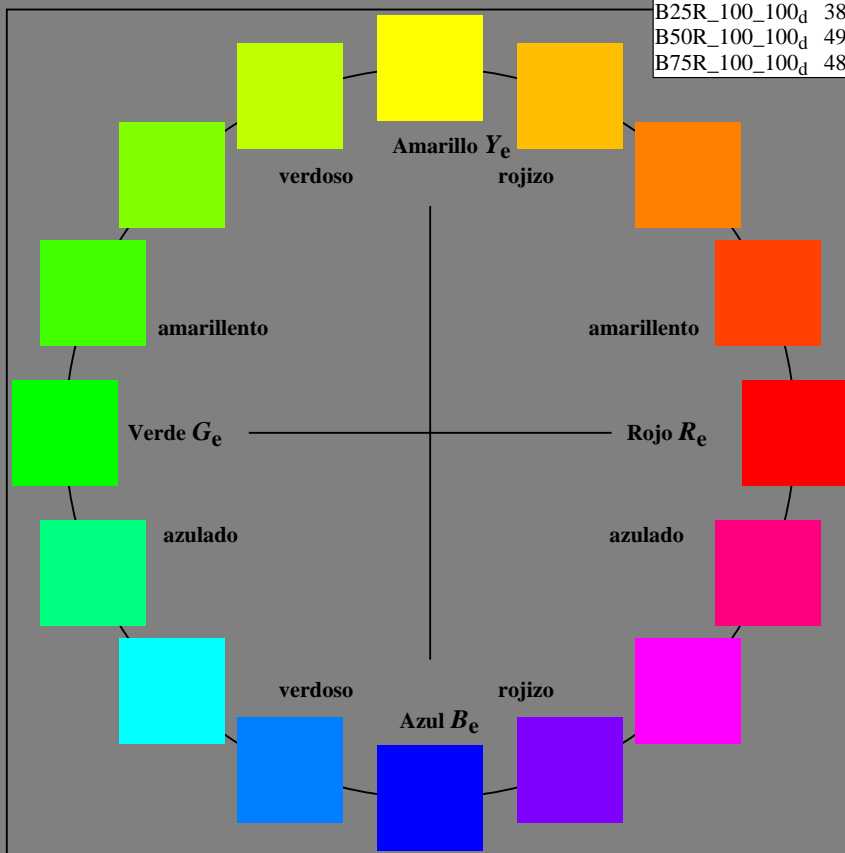 B25R_100_100d 38
B50R_100_100d 49
B75R_100_100d 48
Amarillo Ye
verdoso rojizo
amarillento amarillento
Verde Ge Rojo Re
azulado azulado
verdoso rojizo
Azul Be